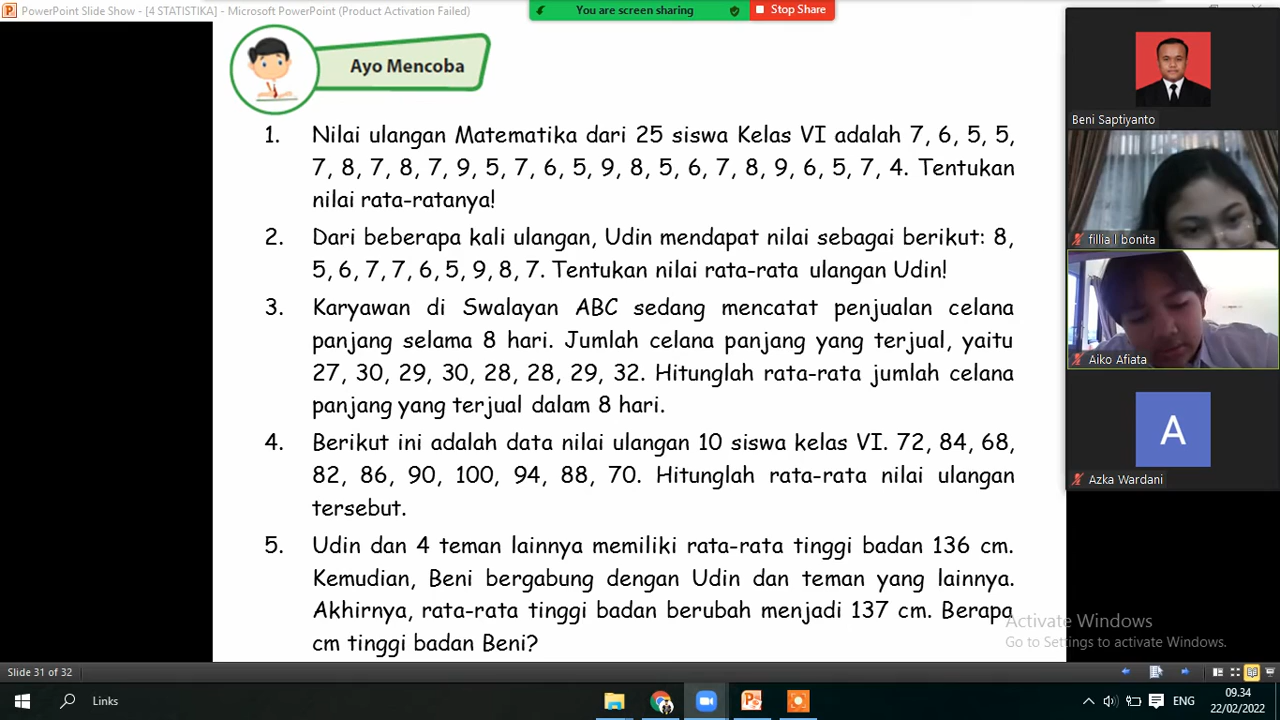 PowerPoint Slide Show - [4 STATISTIKA] - Microsoft PowerPoint (Product Activation Failed)
You are screen sharing
Stop Share
Ayo Mencoba
1. Nilai ulangan Matematika dari 25 siswa Kelas VI adalah 7, 6, 5, 5,
7, 8, 7, 8, 7, 9, 5, 7, 6, 5, 9, 8, 5, 6, 7, 8, 9, 6, 5, 7, 4. Tentukan
nilai rata-ratanya!
2. Dari beberapa kali ulangan, Udin mendapat nilai sebagai berikut: 8,
5, 6, 7, 7, 6, 5, 9, 8, 7. Tentukan nilai rata-rata ulangan Udin!
3. Karyawan di Swalayan ABC sedang mencatat penjualan celana
panjang selama 8 hari. Jumlah celana panjang yang terjual, yaitu
27, 30, 29, 30, 28, 28, 29, 32. Hitunglah rata-rata jumlah celana
panjang yang terjual dalam 8 hari.
4. Berikut ini adalah data nilai ulangan 10 siswa kelas VI. 72, 84, 68,
82, 86, 90, 100, 94, 88, 70. Hitunglah rata-rata nilai ulangan
tersebut.
5. Udin dan 4 teman lainnya memiliki rata-rata tinggi badan 136 cm.
Kemudian, Beni bergabung dengan Udin dan teman yang lainnya.
Akhirnya, rata-rata tinggi badan berubah menjadi 137 cm. Berapa
cm tinggi badan Beni?
Beni Saptiyanto
fillia l bonita
Aiko Afiata
A
Azka Wardani
Activate Windows
Go to Settings to activate Windows.
Slide 31 of 32
Links
ENG
09.34
22/02/2022